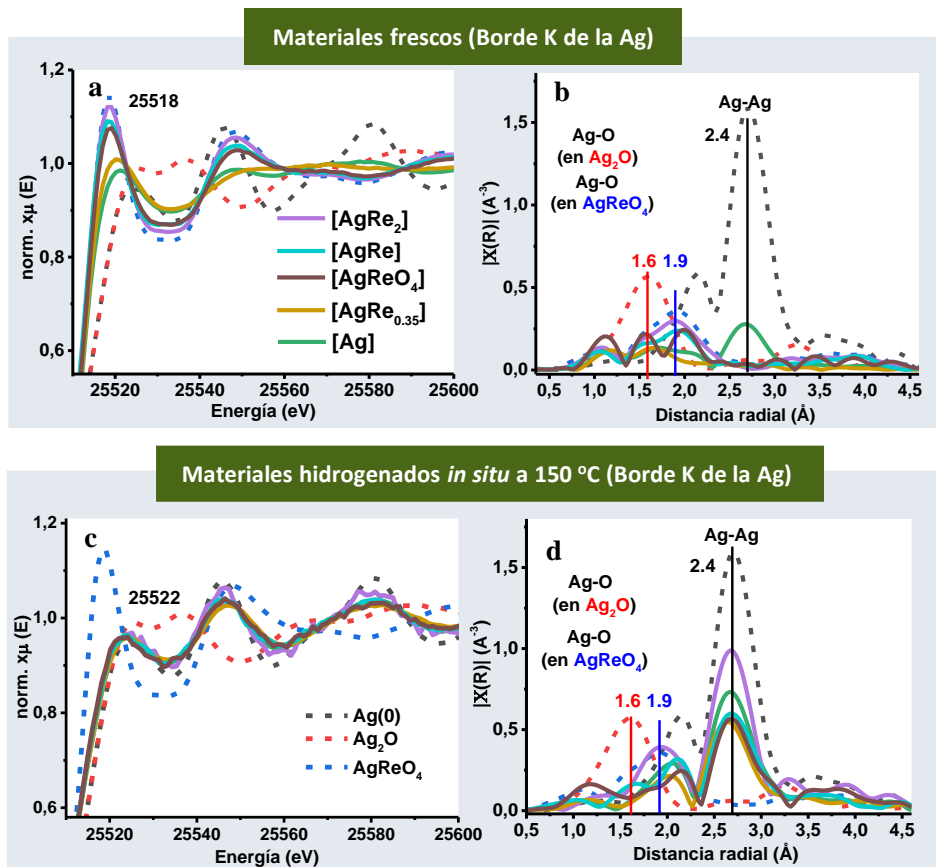 Materiales frescos (Borde K de la Ag)
a
25518
1,2
1,0
0,8
0,6
norm. xμ (E)
[AgRe₂]
[AgRe]
[AgReO₄]
[AgRe₀.₃₅]
[Ag]
25520 25540 25560 25580 25600
Energía (eV)
b
Ag-Ag
2.4
Ag-O
(en Ag₂O)
Ag-O
(en AgReO₄)
1.6
1.9
1,5
1,0
0,5
0,0
|X(R)| (A⁻³)
0,5 1,0 1,5 2,0 2,5 3,0 3,5 4,0 4,5
Distancia radial (Å)
Materiales hidrogenados in situ a 150 ºC (Borde K de la Ag)
c
25522
1,2
1,0
0,8
0,6
norm. xμ (E)
Ag(0)
Ag₂O
AgReO₄
25520 25540 25560 25580 25600
Energía (eV)
d
Ag-Ag
2.4
Ag-O
(en Ag₂O)
Ag-O
(en AgReO₄)
1.6
1.9
1,5
1,0
0,5
0,0
|X(R)| (A⁻³)
0,5 1,0 1,5 2,0 2,5 3,0 3,5 4,0 4,5
Distancia radial (Å)